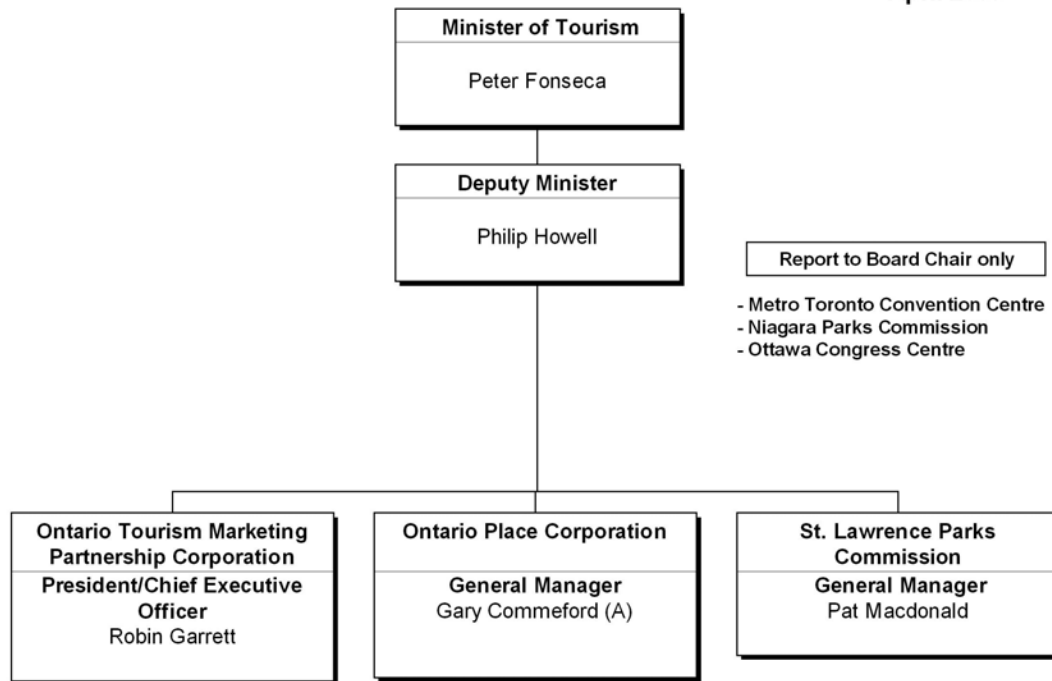 Minister of Tourism
Peter Fonseca
Deputy Minister
Philip Howell
Report to Board Chair only
- Metro Toronto Convention Centre
- Niagara Parks Commission
- Ottawa Congress Centre
Ontario Tourism Marketing
Partnership Corporation
President/Chief Executive
Officer
Robin Garrett
Ontario Place Corporation
General Manager
Gary Commeford (A)
St. Lawrence Parks
Commission
General Manager
Pat Macdonald